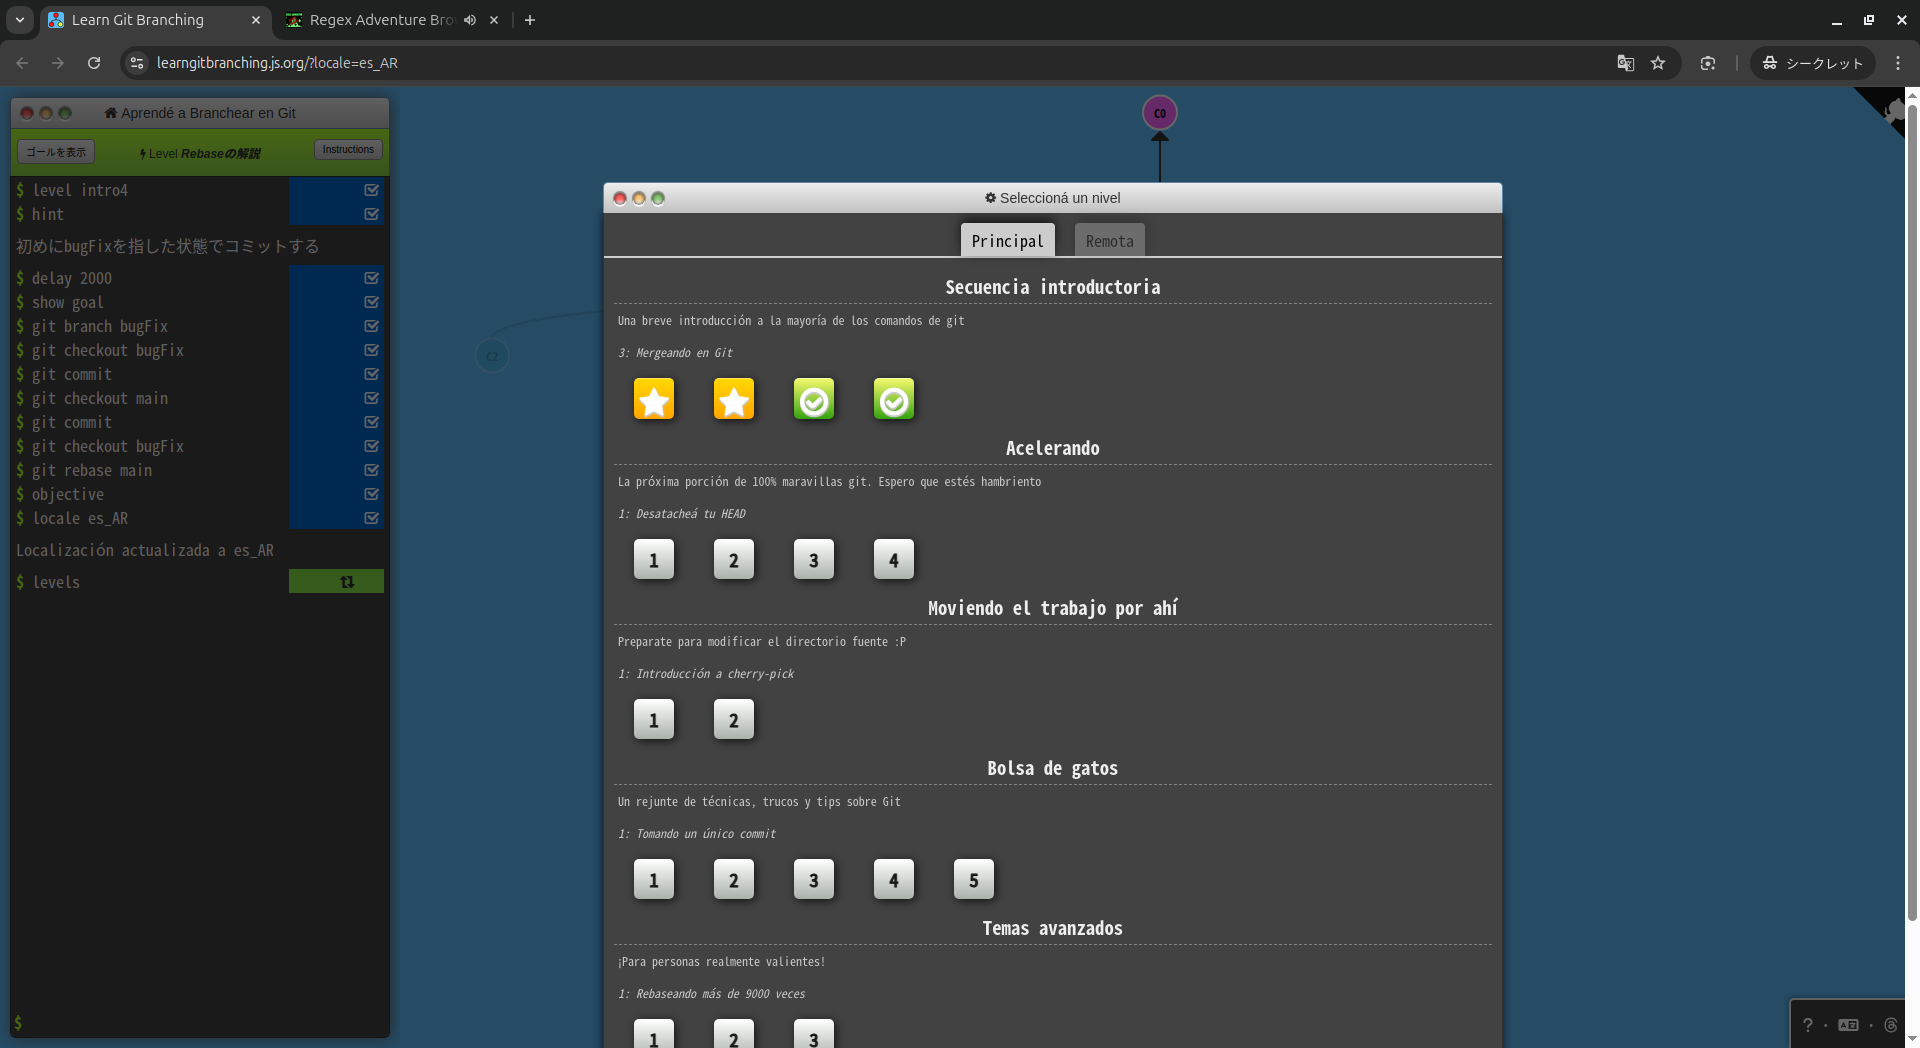 Learn Git Branching
Regex Adventure Bro
learngitbranching.js.org/?locale=es_AR
シークレット
Aprendé a Branchear en Git
ゴールを表示
Level Rebaseの解説
Instructions
$ level intro4
$ hint
初めにbugFixを指した状態でコミットする
$ delay 2000
$ show goal
$ git branch bugFix
$ git checkout bugFix
$ git commit
$ git checkout main
$ git commit
$ git checkout bugFix
$ git rebase main
$ objective
$ locale es_AR
Localización actualizada a es_AR
$ levels
$
C0
C2
Seleccioná un nivel
Principal
Remota
Secuencia introductoria
Una breve introducción a la mayoría de los comandos de git
3: Mergeando en Git
Acelerando
La próxima porción de 100% maravillas git. Espero que estés hambriento
1: Desatacheá tu HEAD
1 2 3 4
Moviendo el trabajo por ahí
Preparate para modificar el directorio fuente :P
1: Introducción a cherry-pick
1 2
Bolsa de gatos
Un rejunte de técnicas, trucos y tips sobre Git
1: Tomando un único commit
1 2 3 4 5
Temas avanzados
¡Para personas realmente valientes!
1: Rebaseando más de 9000 veces
1 2 3
? · ·